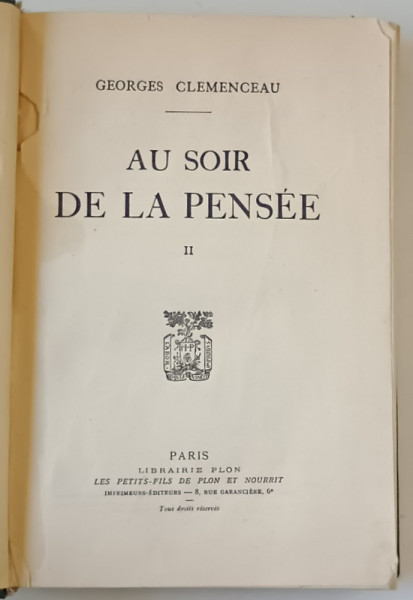 GEORGES CLEMENCEAU
AU SOIR
DE LA PENSÉE
II
H·P
PARIS
LIBRAIRIE PLON
LES PETITS-FILS DE PLON ET NOURRIT
IMPRIMEURS-ÉDITEURS — 8, RUE GARANCIÈRE, 6e
Tous droits réservés